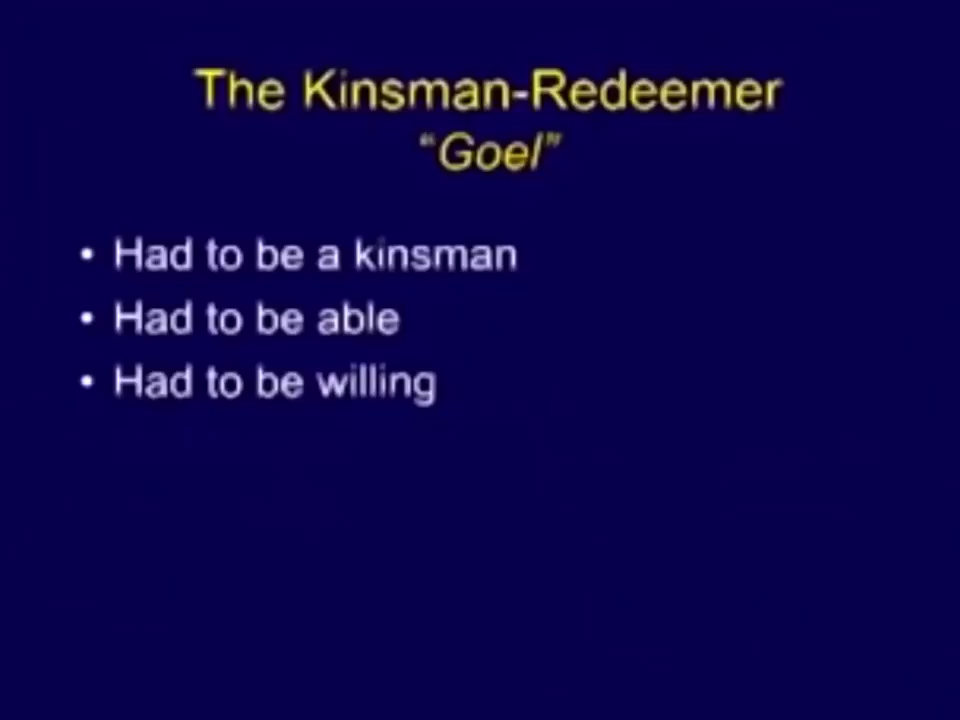 The Kinsman-Redeemer
“Goel”
• Had to be a kinsman
• Had to be able
• Had to be willing